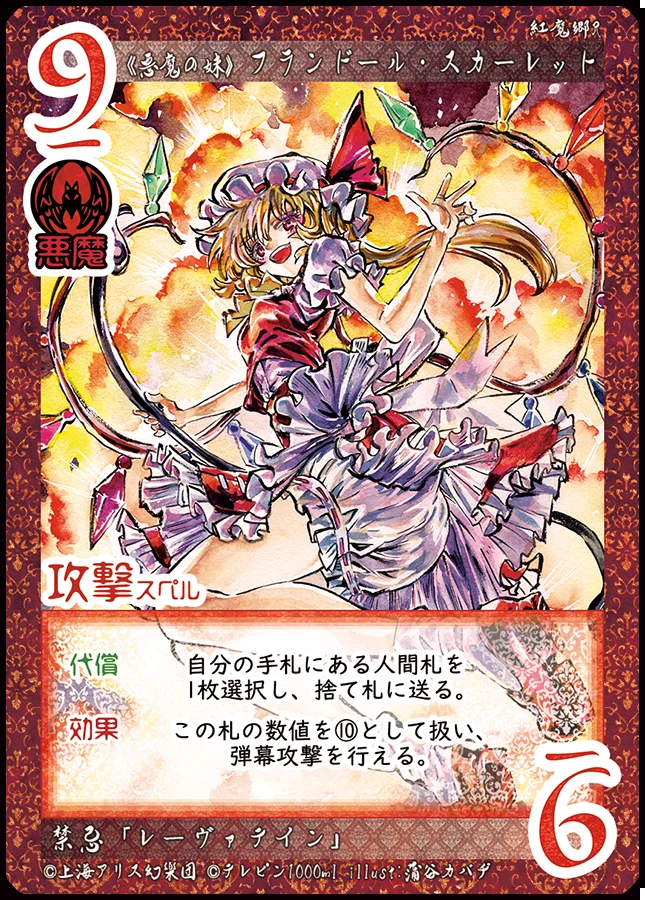 紅魔郷EX
9
《悪魔の妹》フランドール・スカーレット
悪魔
攻撃スペル
代償
自分の手札にある人間札を
1枚選択し、捨て札に送る。
効果
この札の数値を⑩として扱い、
弾幕攻撃を行える。
9
禁忌「レーヴァテイン」
©上海アリス幻樂団 ©テレピン1000ml illust:蒲谷カバヂ